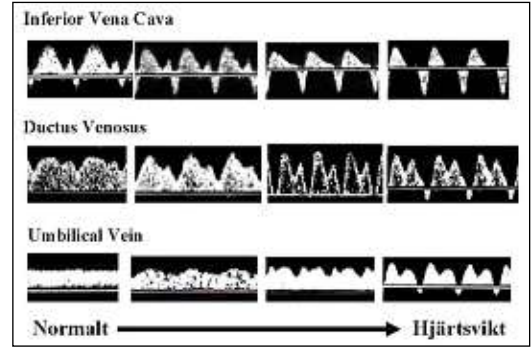 Inferior Vena Cava
Ductus Venosus
Umbilical Vein
Normalt Hjärtsvikt